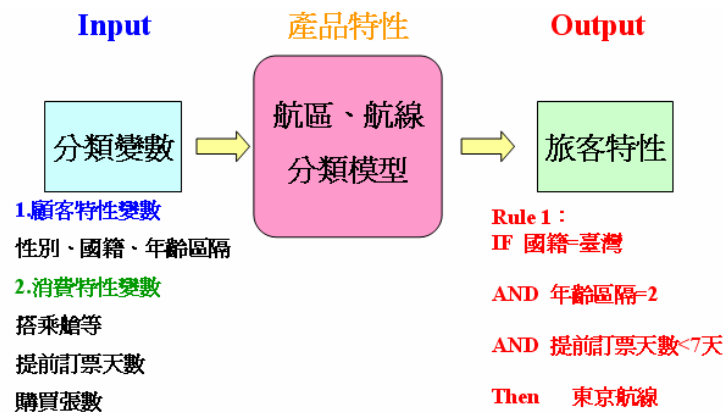 Input
產品特性
Output
分類變數
航區、航線
分類模型
旅客特性
1.顧客特性變數
性別、國籍、年齡區隔
2.消費特性變數
搭乘艙等
提前訂票天數
購買張數
Rule 1：
IF 國籍=臺灣
AND 年齡區隔=2
AND 提前訂票天數<7天
Then 東京航線